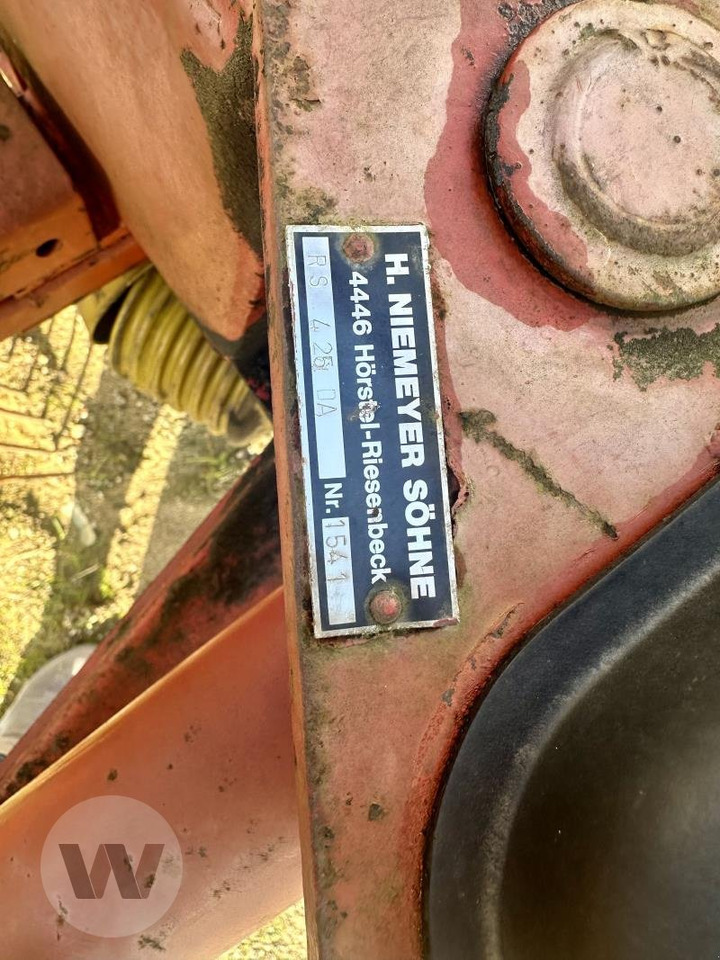 H. NIEMEYER SÖHNE
4446 Hörstel-Riesenbeck
RS 4.25 DA Nr. 1541
W